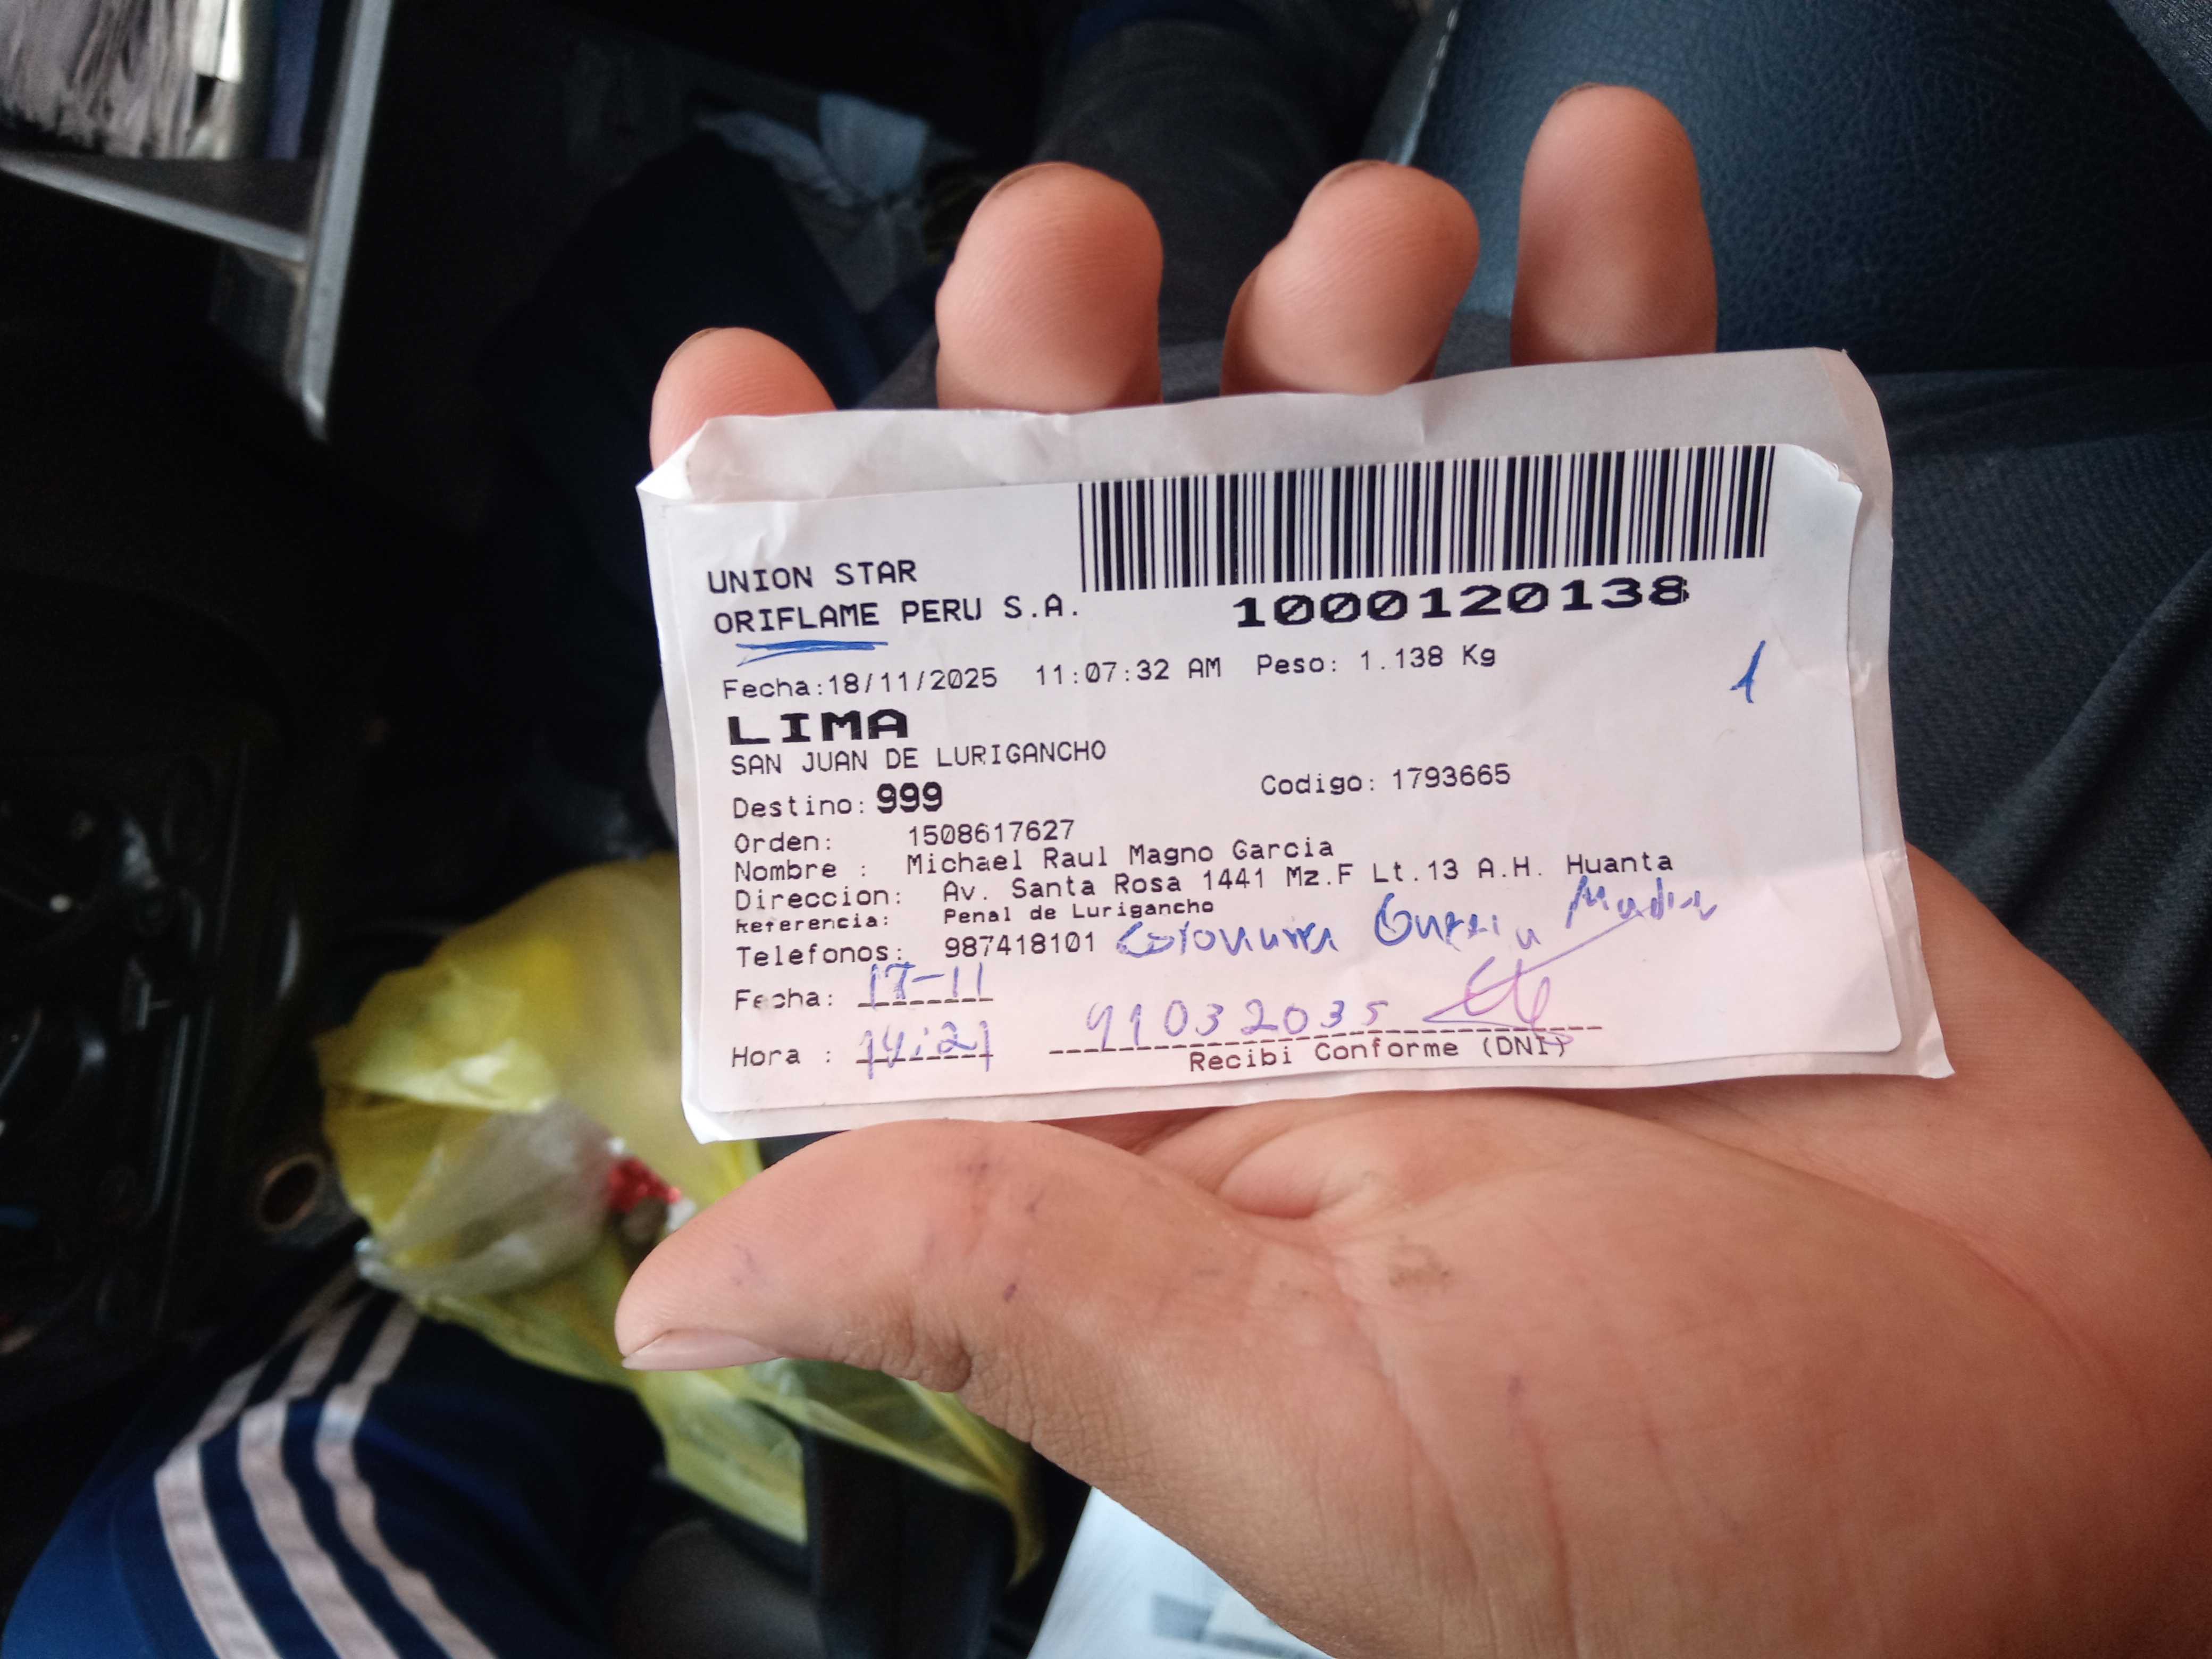 UNION STAR
ORIFLAME PERU S.A.
1000120138
Fecha:18/11/2025 11:07:32 AM Peso: 1.138 Kg
1
LIMA
SAN JUAN DE LURIGANCHO
Destino: 999 Codigo: 1793665
Orden: 1508617627
Nombre : Michael Raul Magno Garcia
Direccion: Av. Santa Rosa 1441 Mz.F Lt.13 A.H. Huanta
Referencia: Penal de Lurigancho
Telefonos: 987418101
Fecha: 17-11
Hora : 14:21 41032035
Recibi Conforme (DNI)